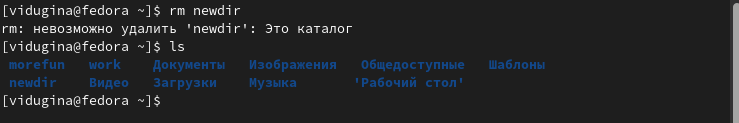 [vidugina@fedora ~]$ rm newdir
rm: невозможно удалить 'newdir': Это каталог
[vidugina@fedora ~]$ ls
morefun work Документы Изображения Общедоступные Шаблоны
newdir Видео Загрузки Музыка 'Рабочий стол'
[vidugina@fedora ~]$